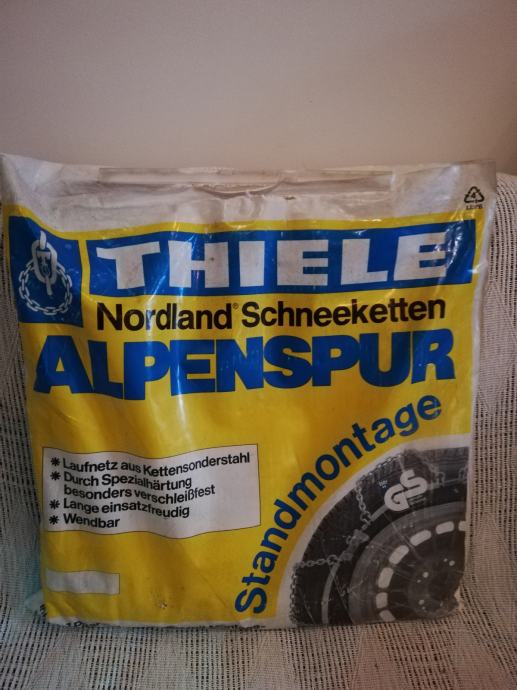 THIELE
Nordland® Schneeketten
ALPENSPUR
* Laufnetz aus Kettensonderstahl
* Durch Spezialhärtung
besonders verschleißfest
* Lange einsatzfreudig
* Wendbar
Standmontage
GS